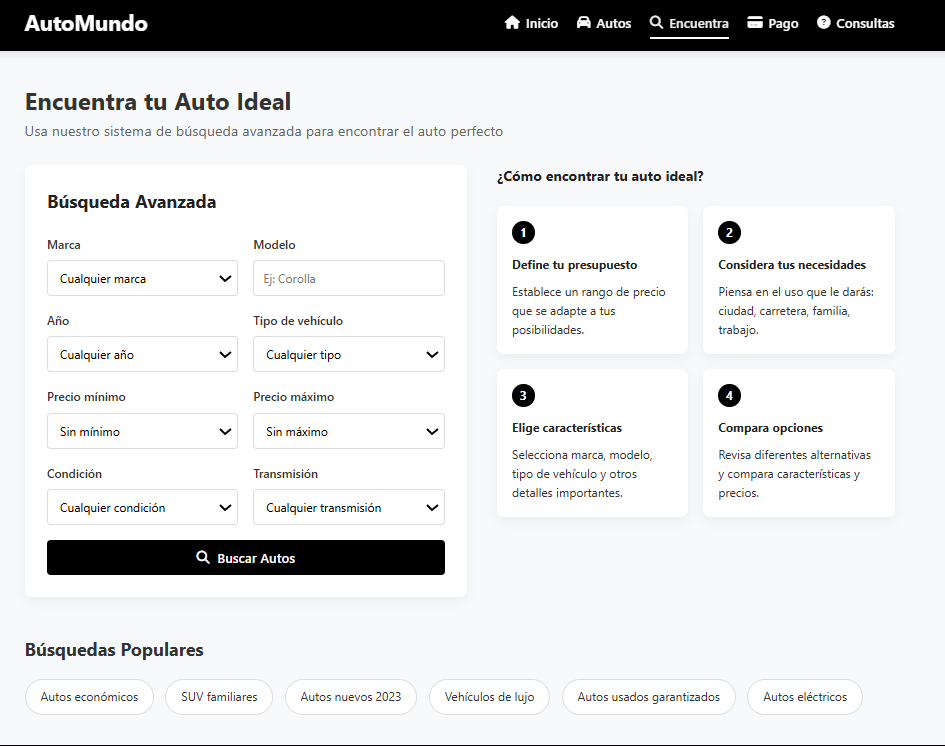 AutoMundo
Inicio
Autos
Encuentra
Pago
Consultas
Encuentra tu Auto Ideal
Usa nuestro sistema de búsqueda avanzada para encontrar el auto perfecto
Búsqueda Avanzada
Marca
Cualquier marca
Modelo
Ej: Corolla
Año
Cualquier año
Tipo de vehículo
Cualquier tipo
Precio mínimo
Sin mínimo
Precio máximo
Sin máximo
Condición
Cualquier condición
Transmisión
Cualquier transmisión
Buscar Autos
¿Cómo encontrar tu auto ideal?
1
Define tu presupuesto
Establece un rango de precio
que se adapte a tus
posibilidades.
2
Considera tus necesidades
Piensa en el uso que le darás:
ciudad, carretera, familia,
trabajo.
3
Elige características
Selecciona marca, modelo,
tipo de vehículo y otros
detalles importantes.
4
Compara opciones
Revisa diferentes alternativas
y compara características y
precios.
Búsquedas Populares
Autos económicos
SUV familiares
Autos nuevos 2023
Vehículos de lujo
Autos usados garantizados
Autos eléctricos